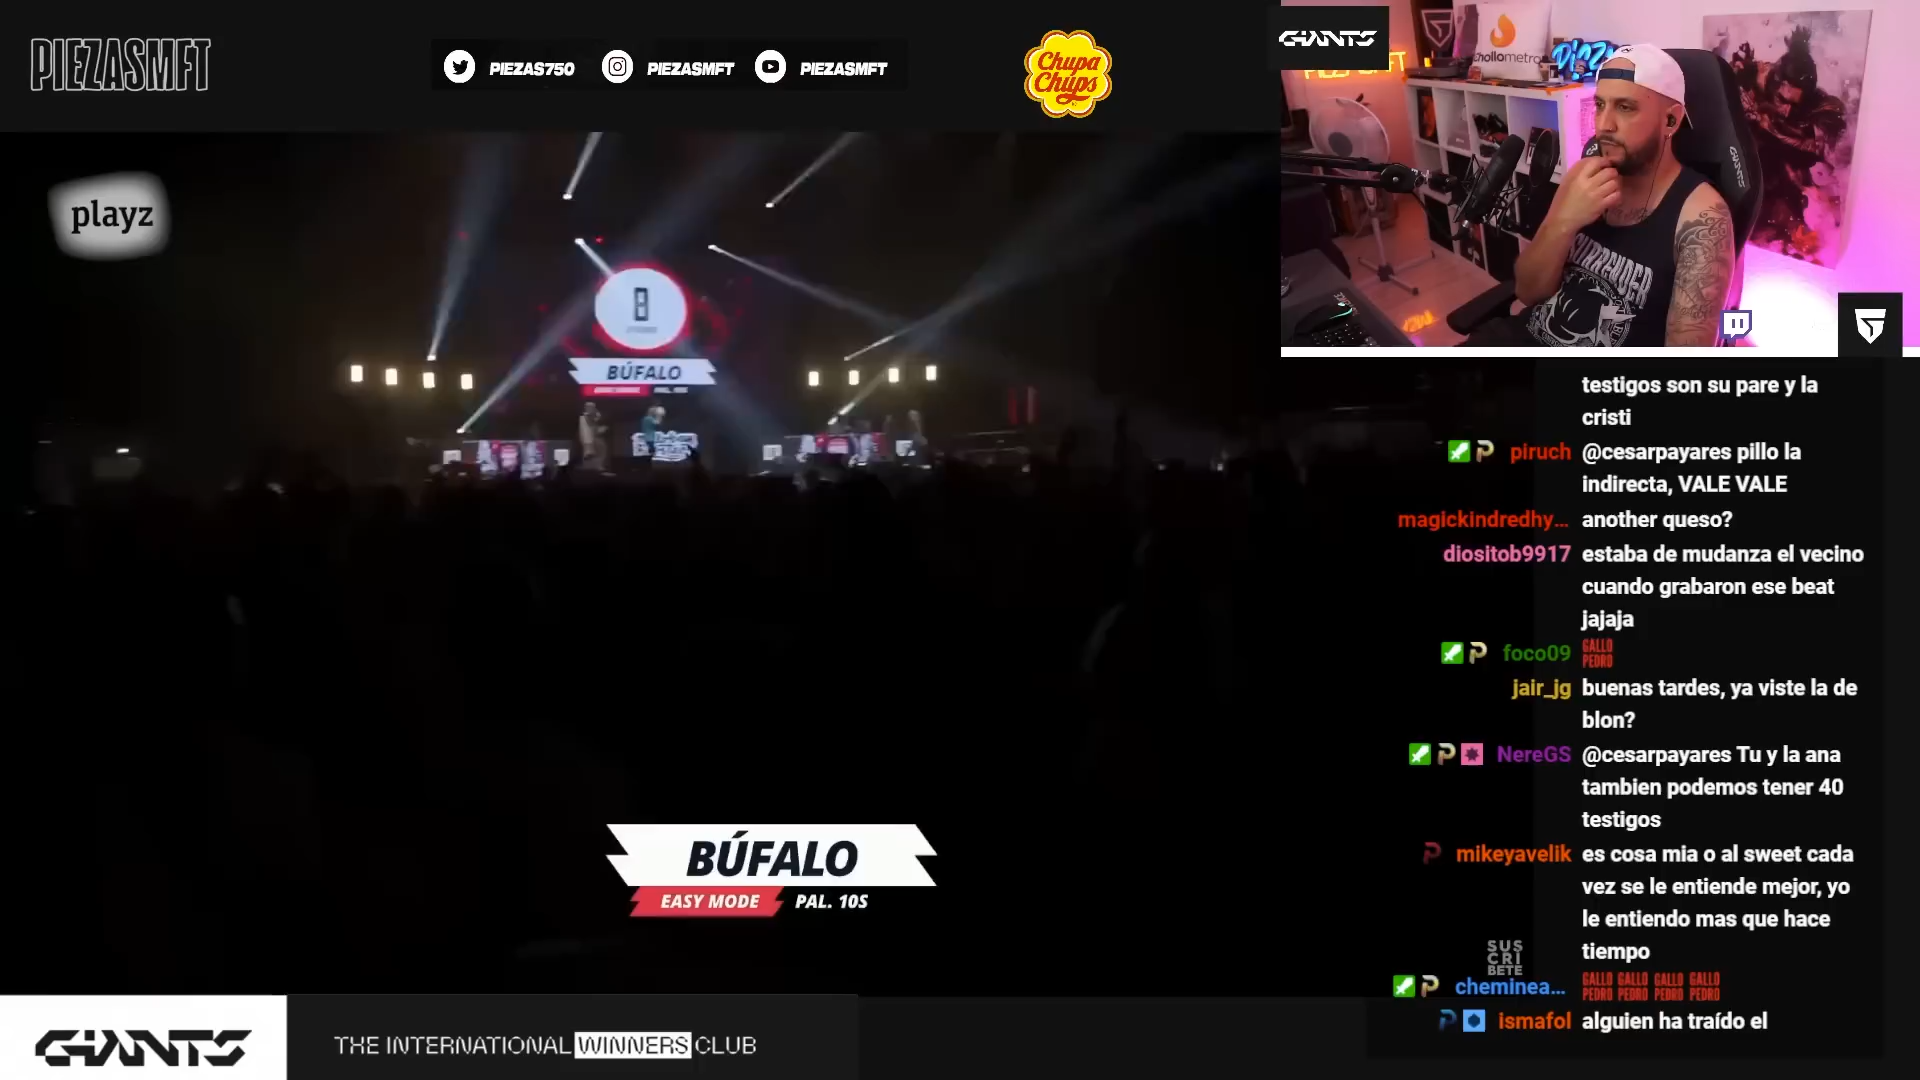 PIEZASMFT
PIEZAS750
PIEZASMFT
PIEZASMFT
Chupa
Chups
GIANTS
chollometro
playz
8
BÚFALO
SURRENDER
BÚFALO
EASY MODE PAL. 10S
testigos son su pare y la
cristi
piruch @cesarpayares pillo la
indirecta, VALE VALE
magickindredhy... another queso?
diositob9917 estaba de mudanza el vecino
cuando grabaron ese beat
jajaja
foco09 GALLO
PEDRO
jair_jg buenas tardes, ya viste la de
blon?
NereGS @cesarpayares Tu y la ana
tambien podemos tener 40
testigos
mikeyavelik es cosa mia o al sweet cada
vez se le entiende mejor, yo
le entiendo mas que hace
tiempo
SUS
CRI
BETE
cheminea... GALLO GALLO GALLO GALLO
PEDRO PEDRO PEDRO PEDRO
ismafol alguien ha traído el
GIANTS
THE INTERNATIONAL WINNERS CLUB